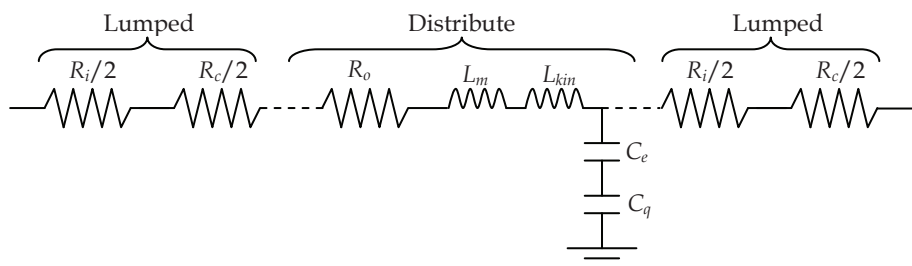 Lumped
Distribute
Lumped
R_i/2
R_c/2
R_o
L_m
L_kin
R_i/2
R_c/2
C_e
C_q